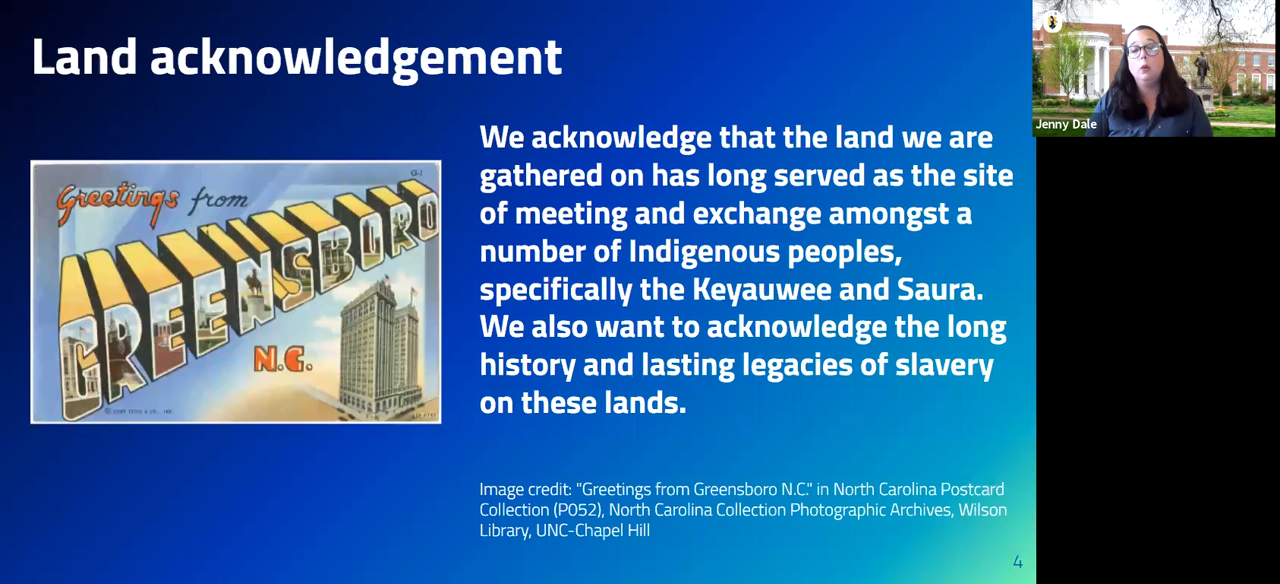 Land acknowledgement
Greetings from
GREENSBORO
N.C.
We acknowledge that the land we are
gathered on has long served as the site
of meeting and exchange amongst a
number of Indigenous peoples,
specifically the Keyauwee and Saura.
We also want to acknowledge the long
history and lasting legacies of slavery
on these lands.
Image credit: "Greetings from Greensboro N.C." in North Carolina Postcard
Collection (P052), North Carolina Collection Photographic Archives, Wilson
Library, UNC-Chapel Hill
4
Jenny Dale